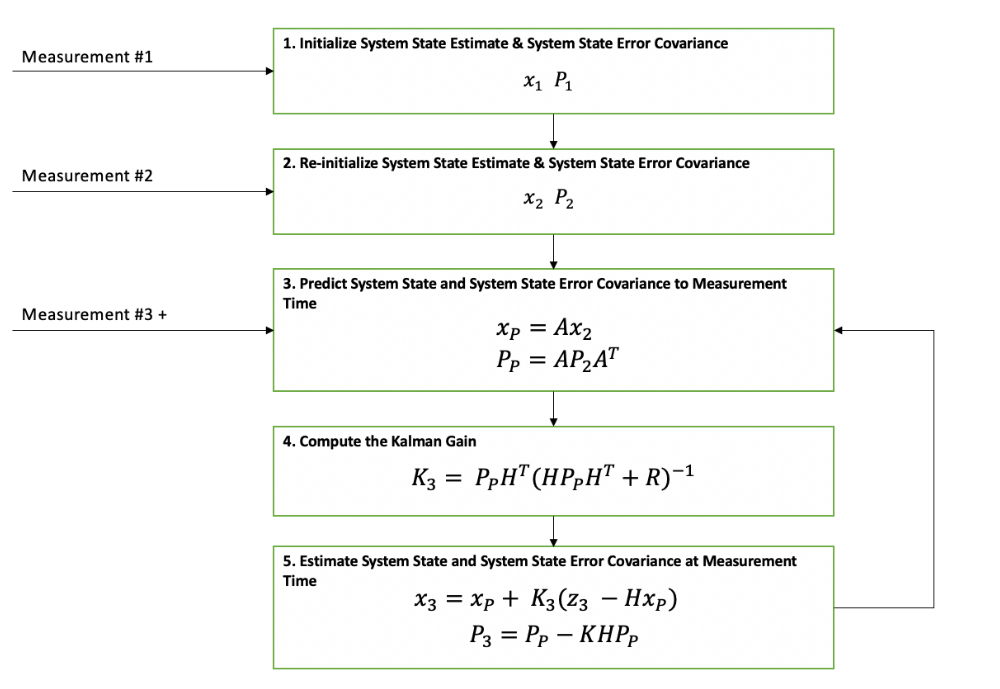 Measurement #1
1. Initialize System State Estimate & System State Error Covariance
x₁ P₁
Measurement #2
2. Re-initialize System State Estimate & System State Error Covariance
x₂ P₂
Measurement #3 +
3. Predict System State and System State Error Covariance to Measurement
Time
x_P = Ax₂
P_P = AP₂Aᵀ
4. Compute the Kalman Gain
K₃ = P_PHᵀ(HP_PHᵀ + R)⁻¹
5. Estimate System State and System State Error Covariance at Measurement
Time
x₃ = x_P + K₃(z₃ − Hx_P)
P₃ = P_P − KHP_P